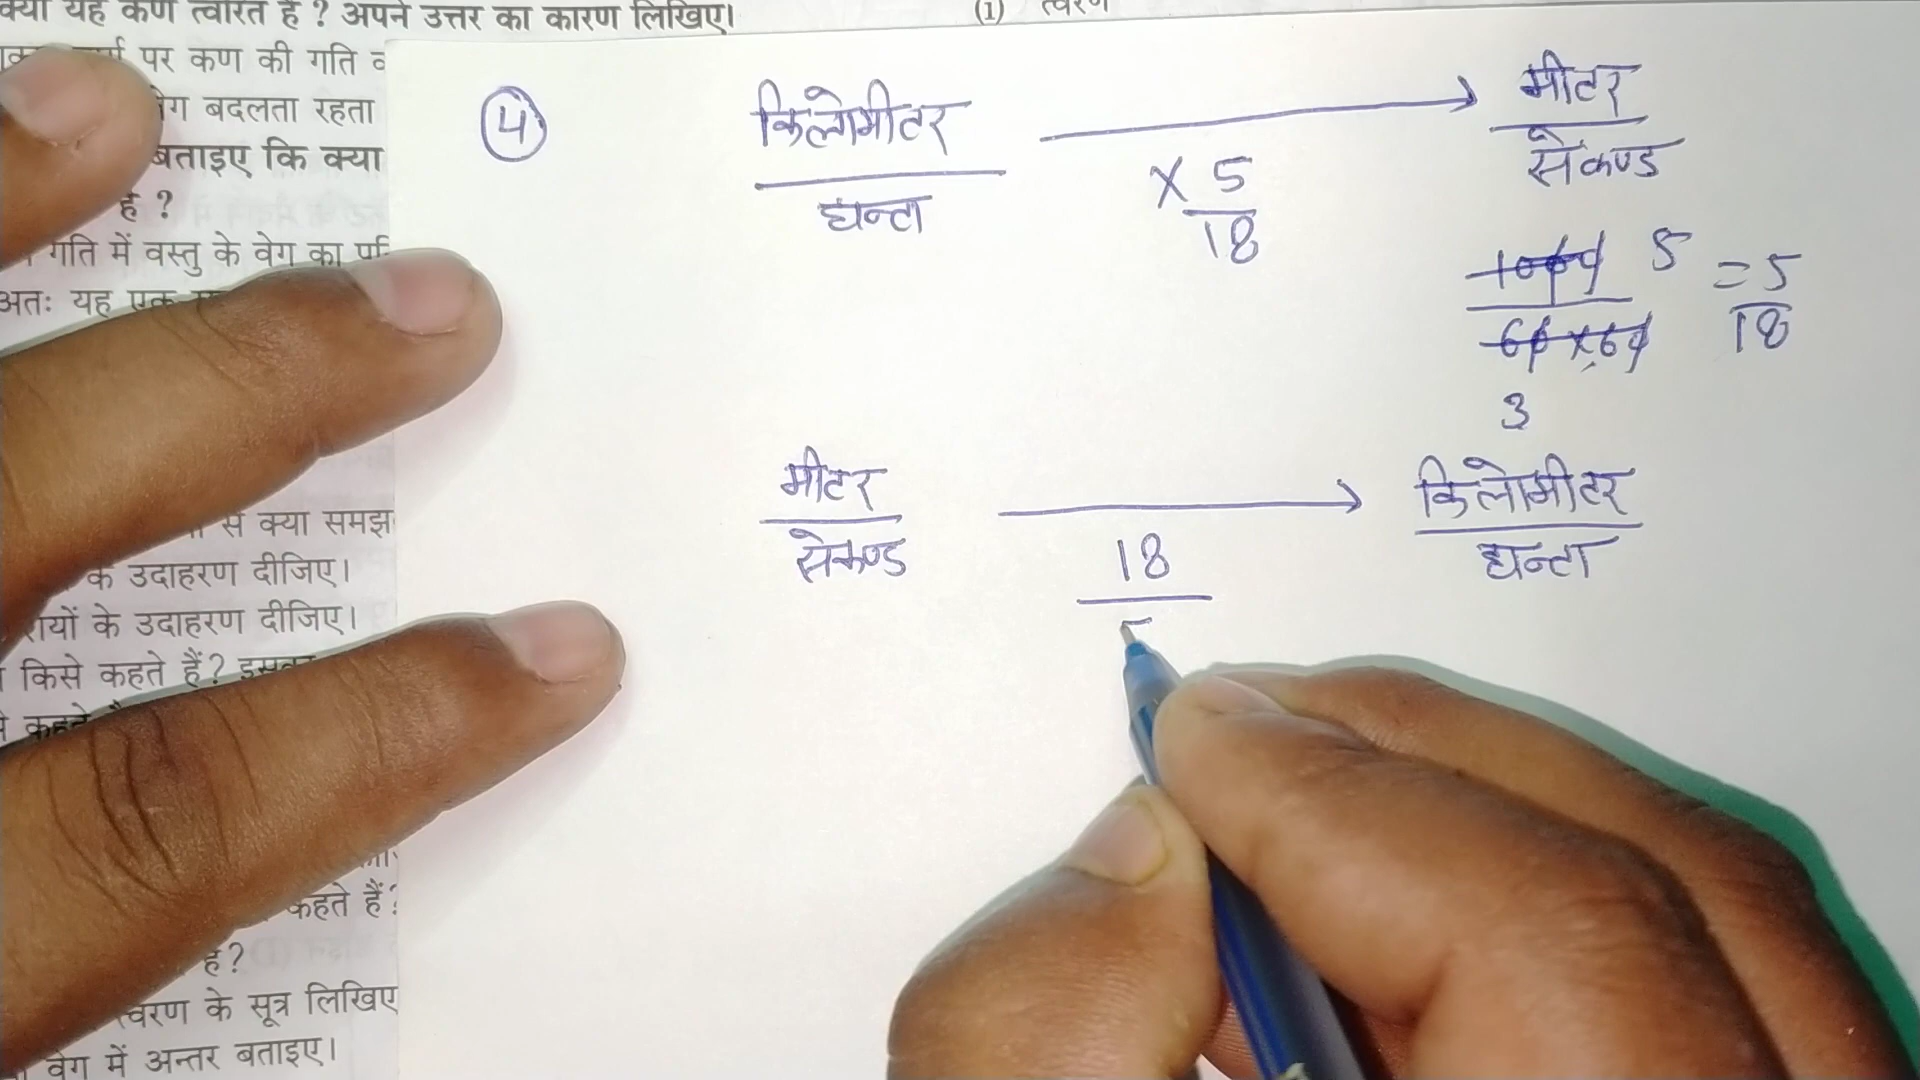 क्या यह कण त्वरित है ? अपने उत्तर का कारण लिखिए।
(1) त्वरण
पर कण की गति
बदलता रहता
बताइए कि क्या
है ?
गति में वस्तु के वेग का
अतः यह एक
से क्या समझ
के उदाहरण दीजिए।
के उदाहरण दीजिए।
किसे कहते हैं?
कहते
कहते हैं?
है?
त्वरण के सूत्र लिखिए
वेग में अन्तर बताइए।
4
किलोमीटर
घन्टा
× 5
18
मीटर
सेकण्ड
1000 5 = 5
60 × 60 18
3
मीटर
सेकण्ड
18
किलोमीटर
घन्टा